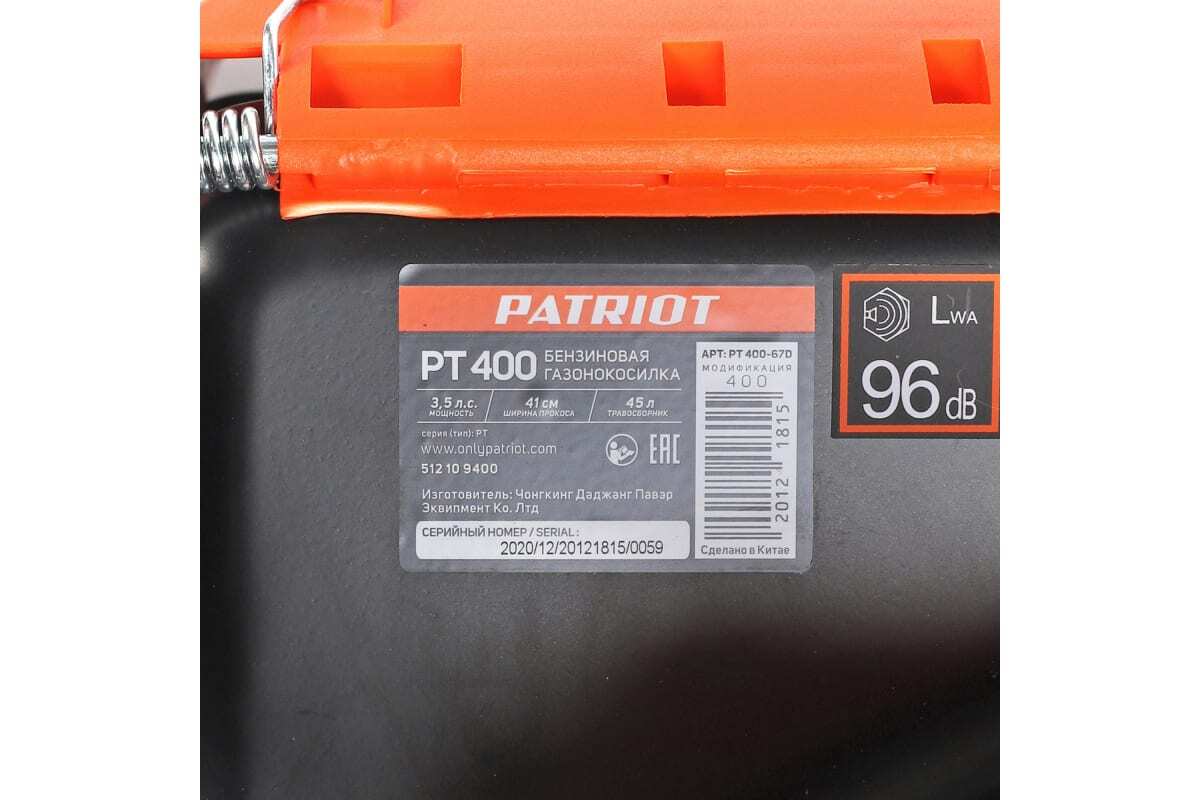 PATRIOT
PT 400 БЕНЗИНОВАЯ
ГАЗОНОКОСИЛКА
3,5 л.с. 41 см 45 л
МОЩНОСТЬ ШИРИНА ПРОКОСА ТРАВОСБОРНИК
серия (тип): PT
www.onlypatriot.com
512 10 9400
EAC
Изготовитель: Чонгкинг Даджанг Павэр
Эквипмент Ко. Лтд
СЕРИЙНЫЙ НОМЕР / SERIAL:
2020/12/20121815/0059
АРТ: PT 400-67D
МОДИФИКАЦИЯ
400
2012 1815
Сделано в Китае
LWA
96 dB